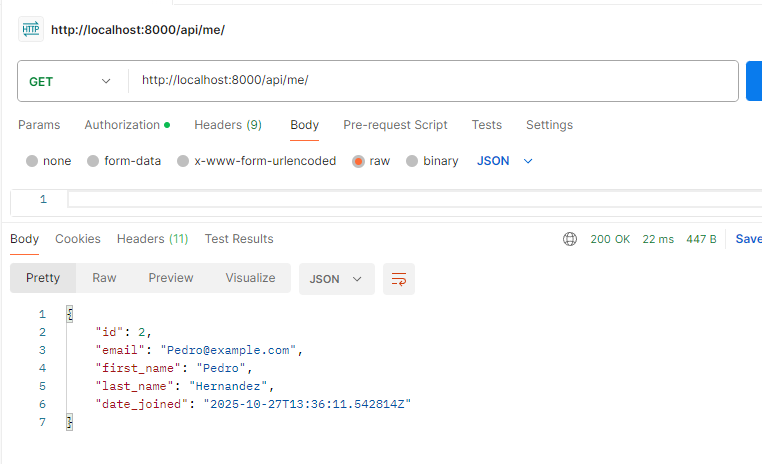 HTTP http://localhost:8000/api/me/
GET http://localhost:8000/api/me/
Params Authorization Headers (9) Body Pre-request Script Tests Settings
none form-data x-www-form-urlencoded raw binary JSON
1
Body Cookies Headers (11) Test Results 200 OK 22 ms 447 B Save
Pretty Raw Preview Visualize JSON
1 {
2 "id": 2,
3 "email": "Pedro@example.com",
4 "first_name": "Pedro",
5 "last_name": "Hernandez",
6 "date_joined": "2025-10-27T13:36:11.542814Z"
7 }